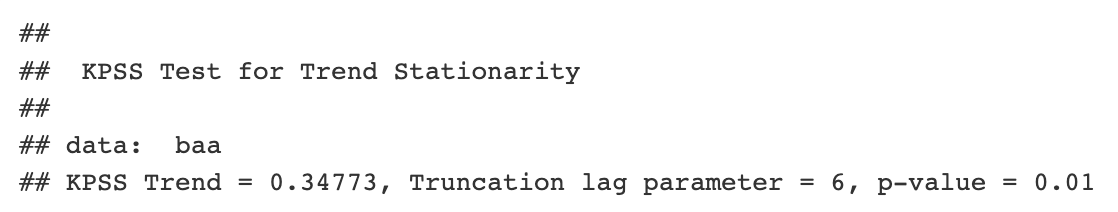 ##
##  KPSS Test for Trend Stationarity
##
## data:  baa
## KPSS Trend = 0.34773, Truncation lag parameter = 6, p-value = 0.01